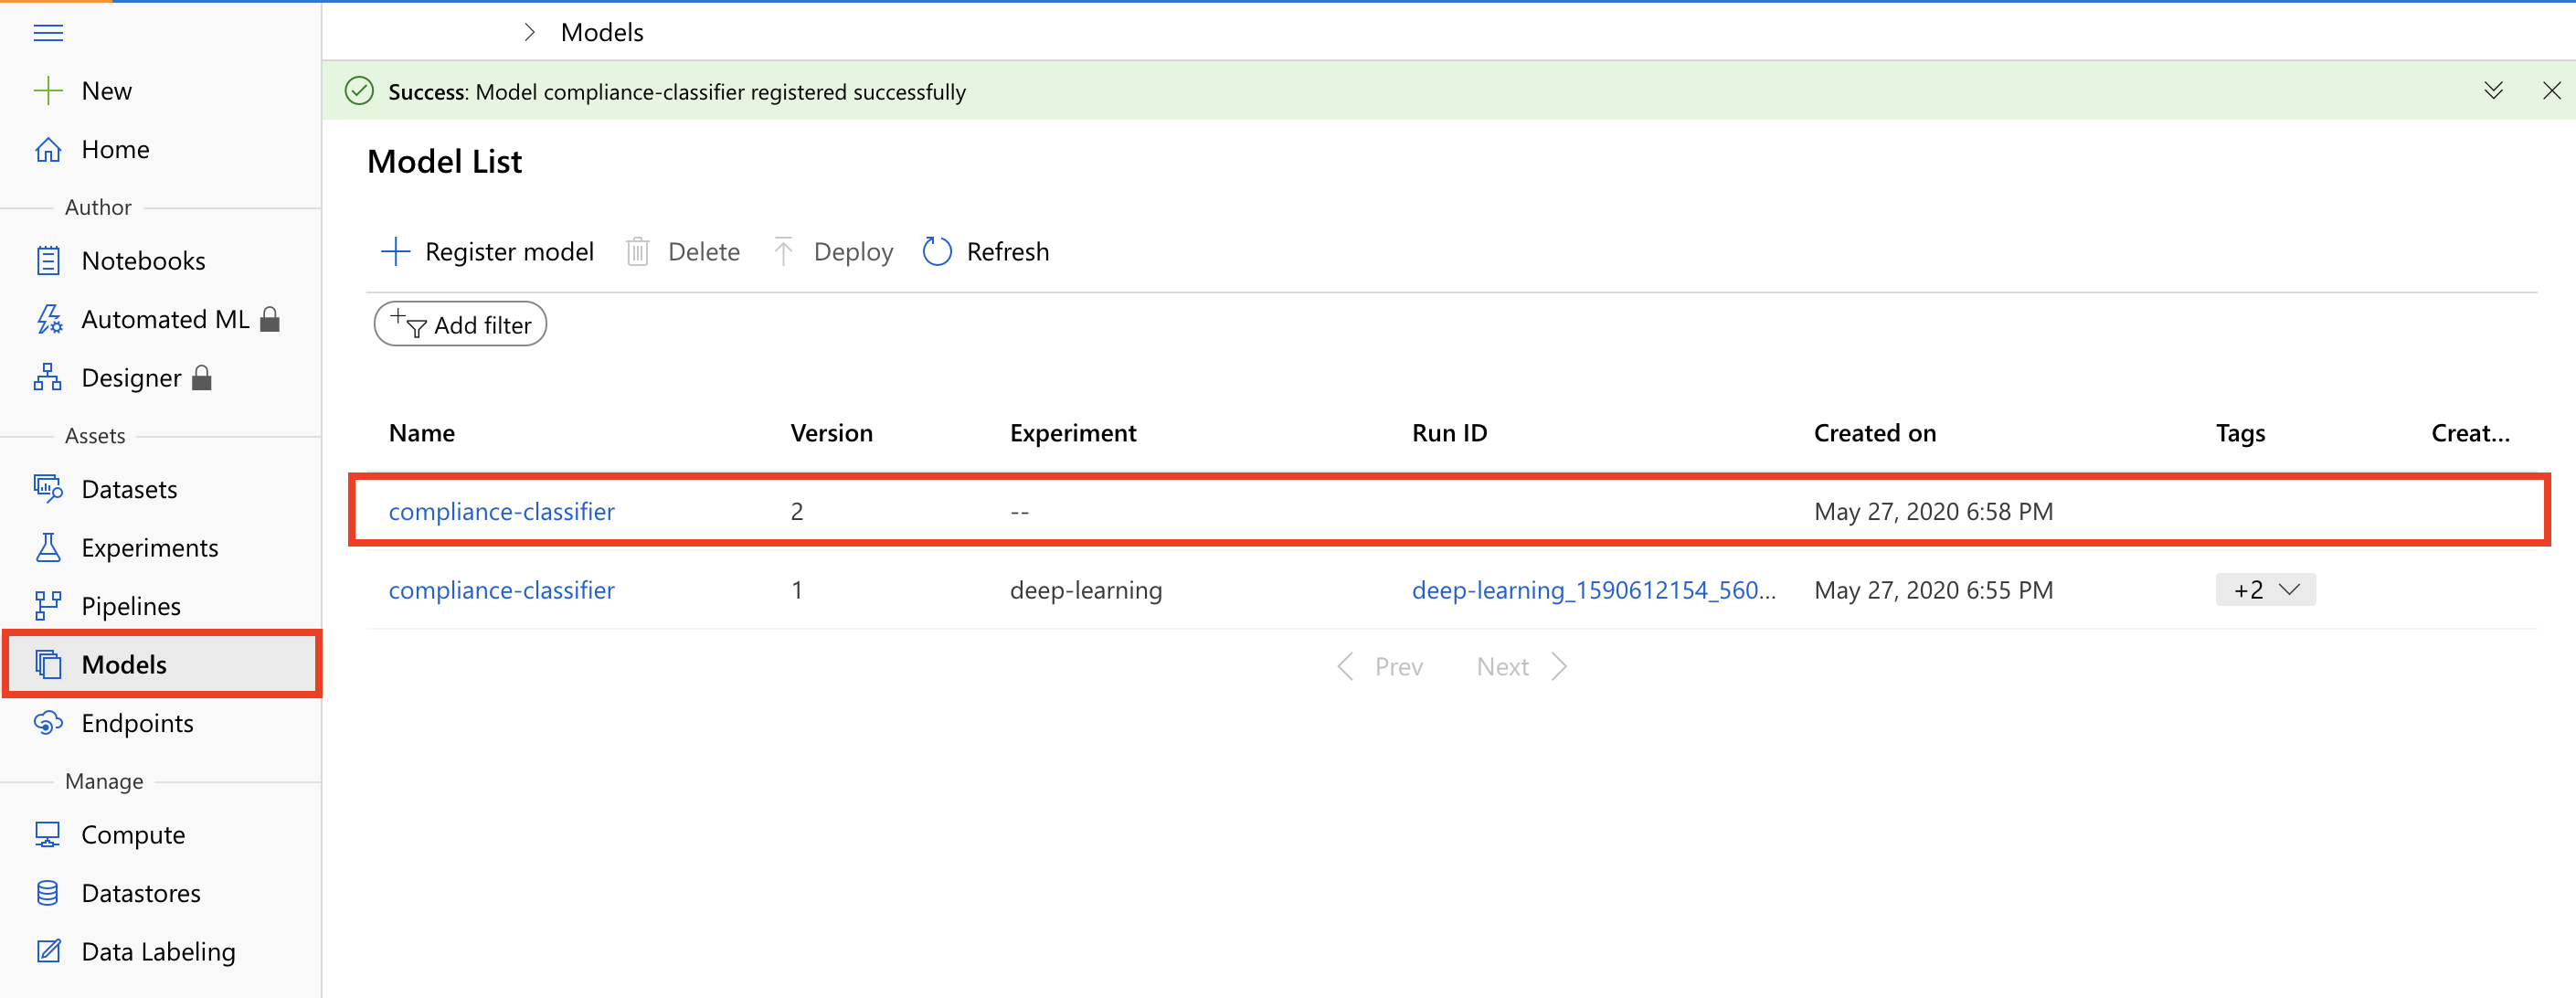 Models
Success: Model compliance-classifier registered successfully
New
Home
Author
Notebooks
Automated ML
Designer
Assets
Datasets
Experiments
Pipelines
Models
Endpoints
Manage
Compute
Datastores
Data Labeling
Model List
Register model Delete Deploy Refresh
Add filter
Name Version Experiment Run ID Created on Tags Creat...
compliance-classifier 2 -- May 27, 2020 6:58 PM
compliance-classifier 1 deep-learning deep-learning_1590612154_560... May 27, 2020 6:55 PM +2
Prev Next